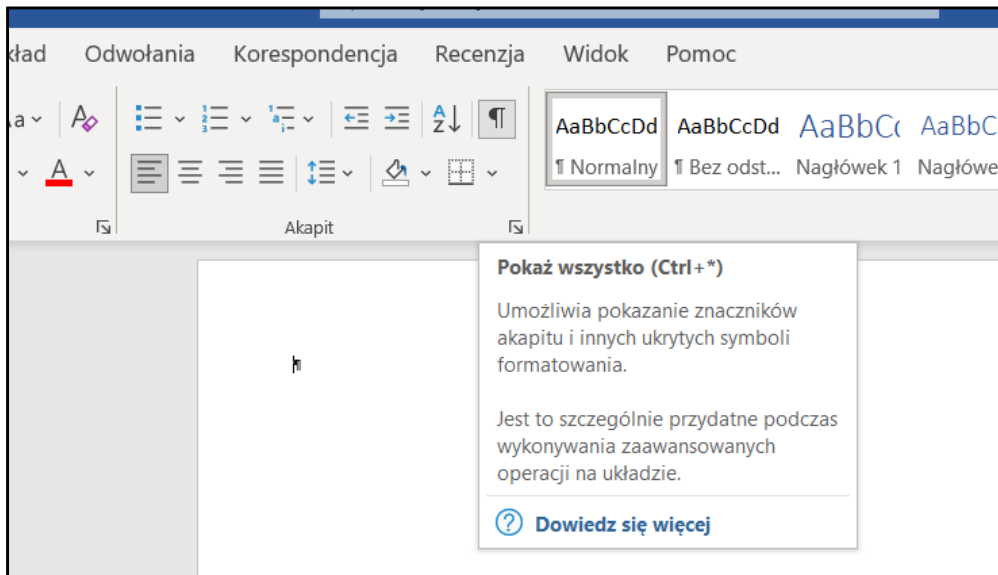 kład Odwołania Korespondencja Recenzja Widok Pomoc
AaBbCcDd AaBbCcDd AaBbC AaBbC
¶ Normalny ¶ Bez odst... Nagłówek 1 Nagłówe
Akapit
Pokaż wszystko (Ctrl+*)
Umożliwia pokazanie znaczników
akapitu i innych ukrytych symboli
formatowania.
Jest to szczególnie przydatne podczas
wykonywania zaawansowanych
operacji na układzie.
Dowiedz się więcej
¶